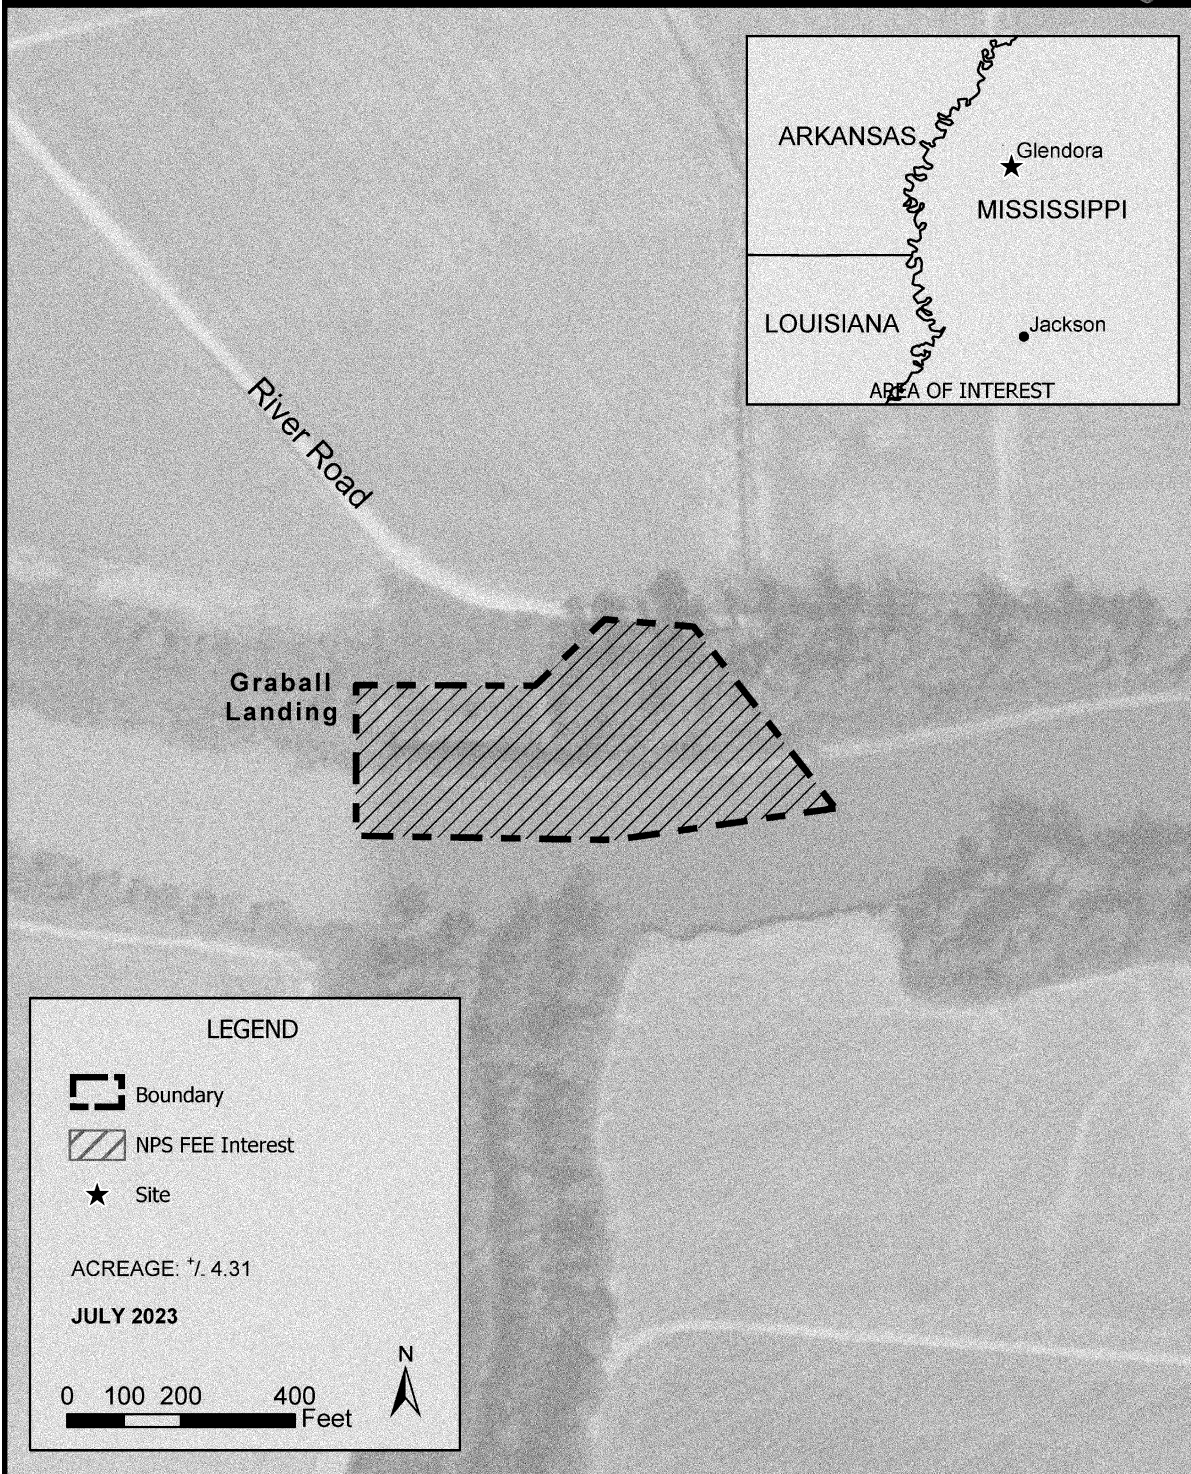 ARKANSAS
Glendora
MISSISSIPPI
LOUISIANA
Jackson
AREA OF INTEREST
River Road
Graball
Landing
LEGEND
Boundary
NPS FEE Interest
Site
ACREAGE: +/- 4.31
JULY 2023
N
0 100 200 400
Feet